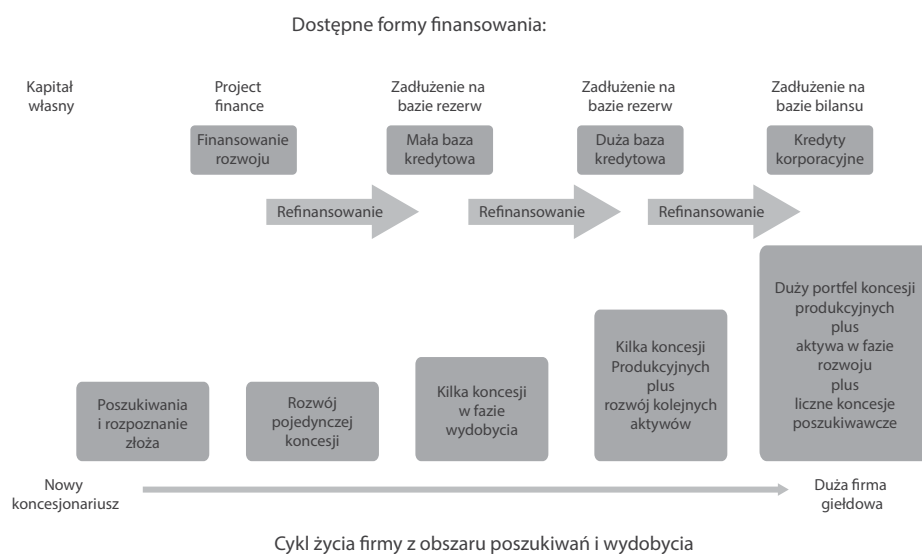 Dostępne formy finansowania:
Kapitał
własny
Project
finance
Zadłużenie na
bazie rezerw
Zadłużenie na
bazie rezerw
Zadłużenie na
bazie bilansu
Finansowanie
rozwoju
Mała baza
kredytowa
Duża baza
kredytowa
Kredyty
korporacyjne
Refinansowanie
Refinansowanie
Refinansowanie
Poszukiwania
i rozpoznanie
złoża
Rozwój
pojedynczej
koncesji
Kilka koncesji
w fazie
wydobycia
Kilka koncesji
Produkcyjnych
plus
rozwój kolejnych
aktywów
Duży portfel koncesji
produkcyjnych
plus
aktywa w fazie
rozwoju
plus
liczne koncesje
poszukiwawcze
Nowy
koncesjonariusz
Duża firma
giełdowa
Cykl życia firmy z obszaru poszukiwań i wydobycia